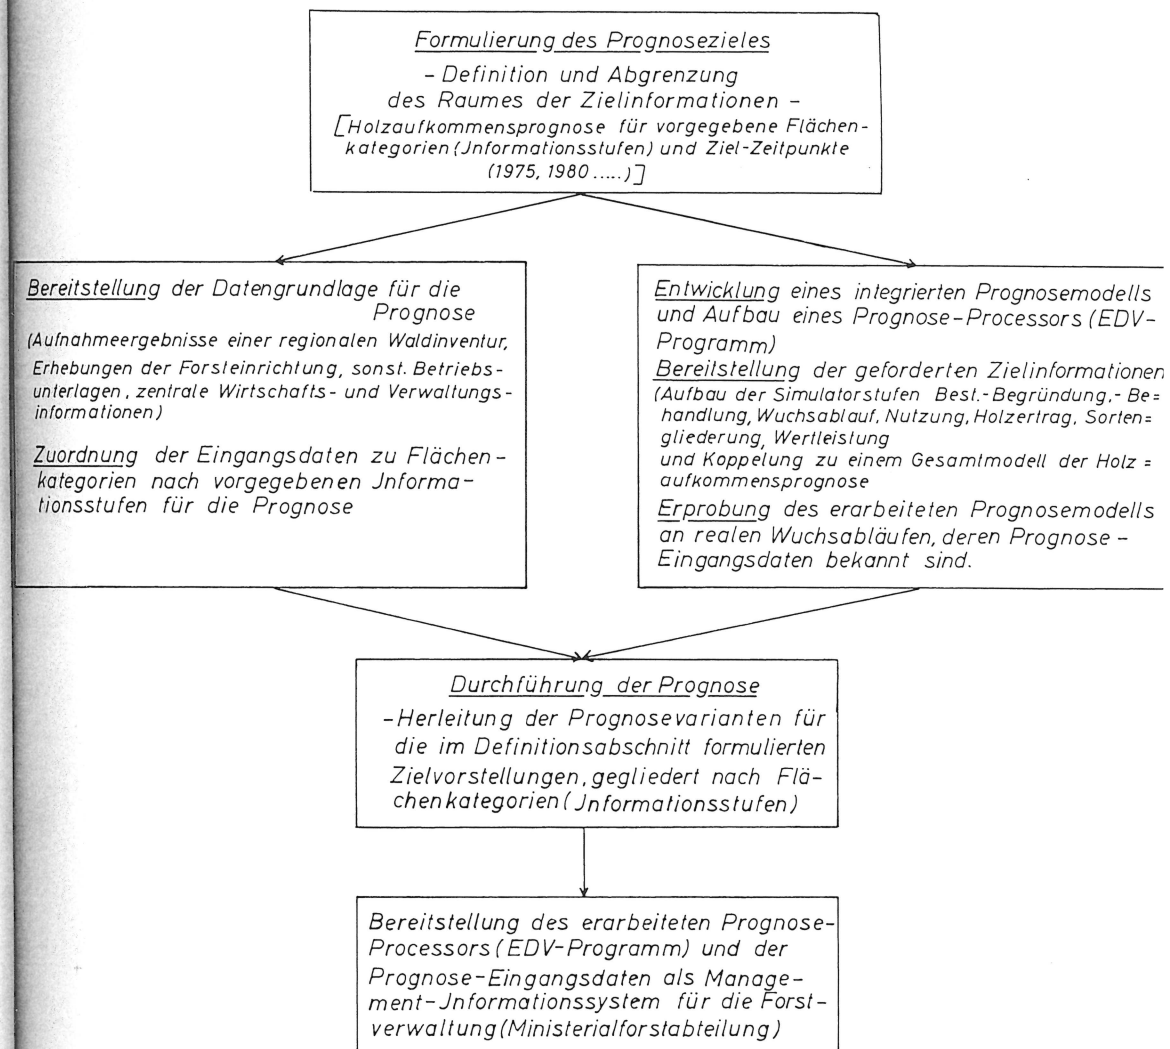 Formulierung des Prognosezieles
- Definition und Abgrenzung
des Raumes der Zielinformationen -
[Holzaufkommensprognose für vorgegebene Flächen-
kategorien (Jnformationsstufen) und Ziel-Zeitpunkte
(1975, 1980 .....)]
Bereitstellung der Datengrundlage für die
Prognose
(Aufnahmeergebnisse einer regionalen Waldinventur,
Erhebungen der Forsteinrichtung, sonst. Betriebs-
unterlagen, zentrale Wirtschafts- und Verwaltungs-
informationen)
Zuordnung der Eingangsdaten zu Flächen-
kategorien nach vorgegebenen Jnforma-
tionsstufen für die Prognose
Entwicklung eines integrierten Prognosemodells
und Aufbau eines Prognose-Processors (EDV-
Programm)
Bereitstellung der geforderten Zielinformationen
(Aufbau der Simulatorstufen Best.-Begründung,- Be=
handlung, Wuchsablauf, Nutzung, Holzertrag, Sorten=
gliederung, Wertleistung
und Koppelung zu einem Gesamtmodell der Holz=
aufkommensprognose
Erprobung des erarbeiteten Prognosemodells
an realen Wuchsabläufen, deren Prognose-
Eingangsdaten bekannt sind.
Durchführung der Prognose
-Herleitung der Prognosevarianten für
die im Definitionsabschnitt formulierten
Zielvorstellungen, gegliedert nach Flä-
chenkategorien (Jnformationsstufen)
Bereitstellung des erarbeiteten Prognose-
Processors (EDV-Programm) und der
Prognose-Eingangsdaten als Manage-
ment-Jnformationssystem für die Forst-
verwaltung (Ministerialforstabteilung)